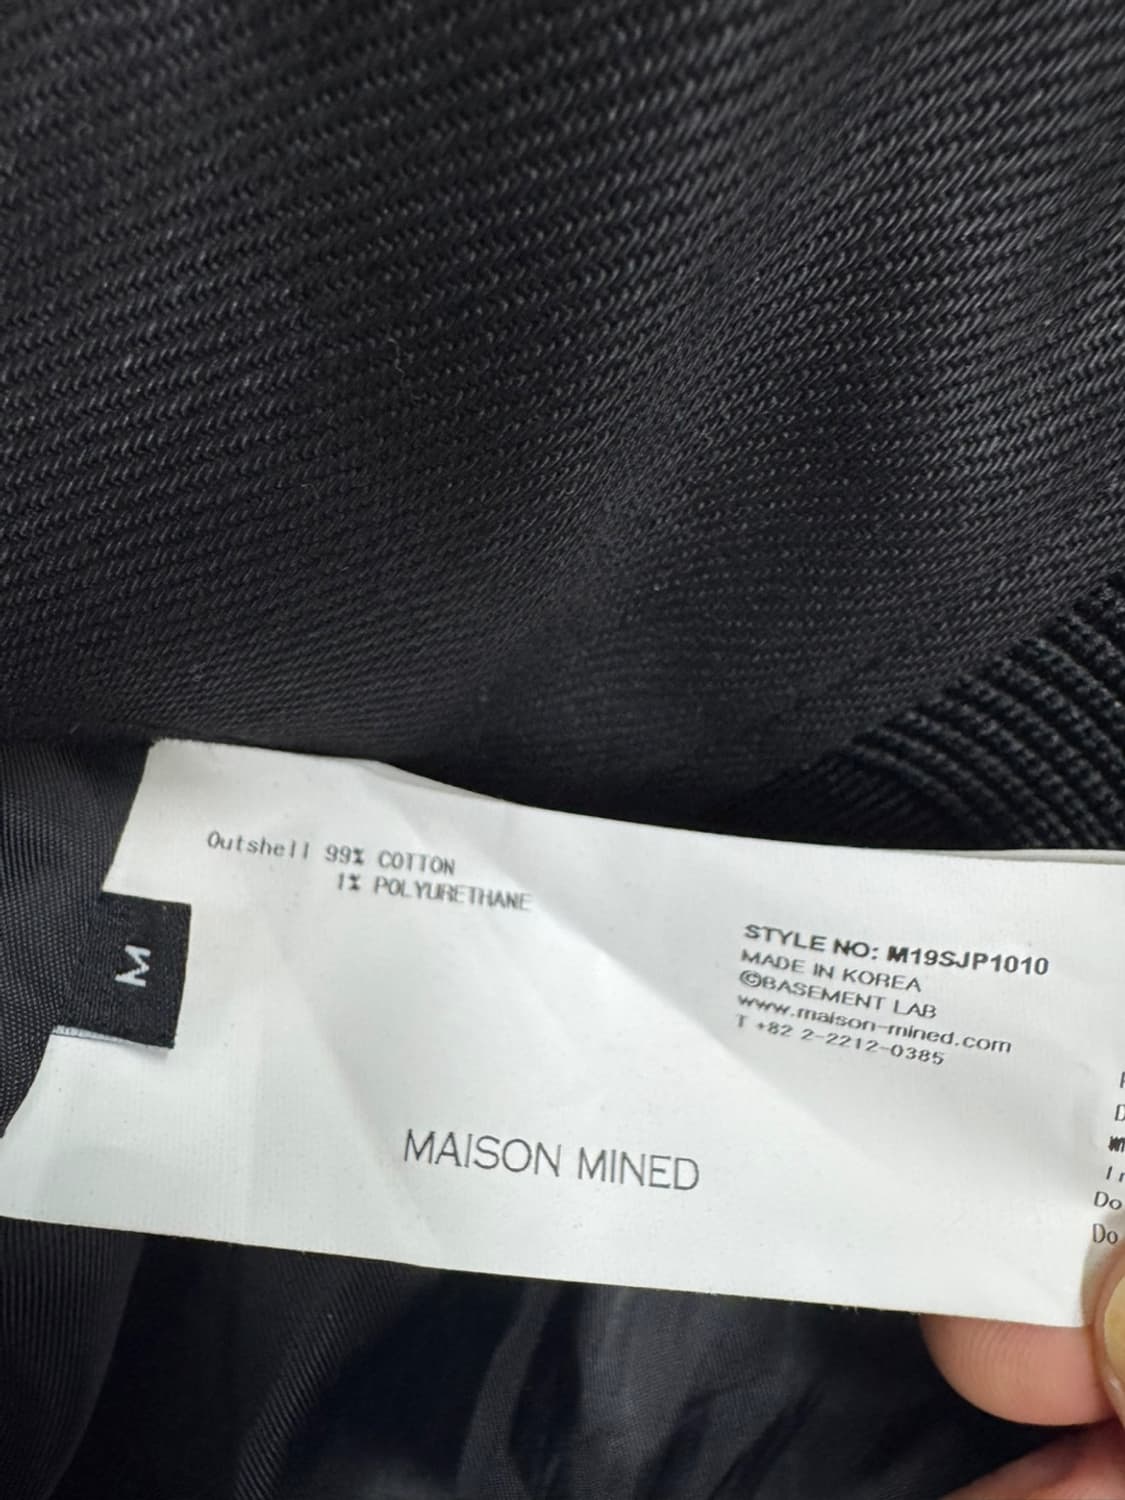 Outshell 99% COTTON
1% POLYURETHANE
M
STYLE NO: M19SJP1010
MADE IN KOREA
©BASEMENT LAB
www.maison-mined.com
T +82 2-2212-0385
MAISON MINED
Do
Do